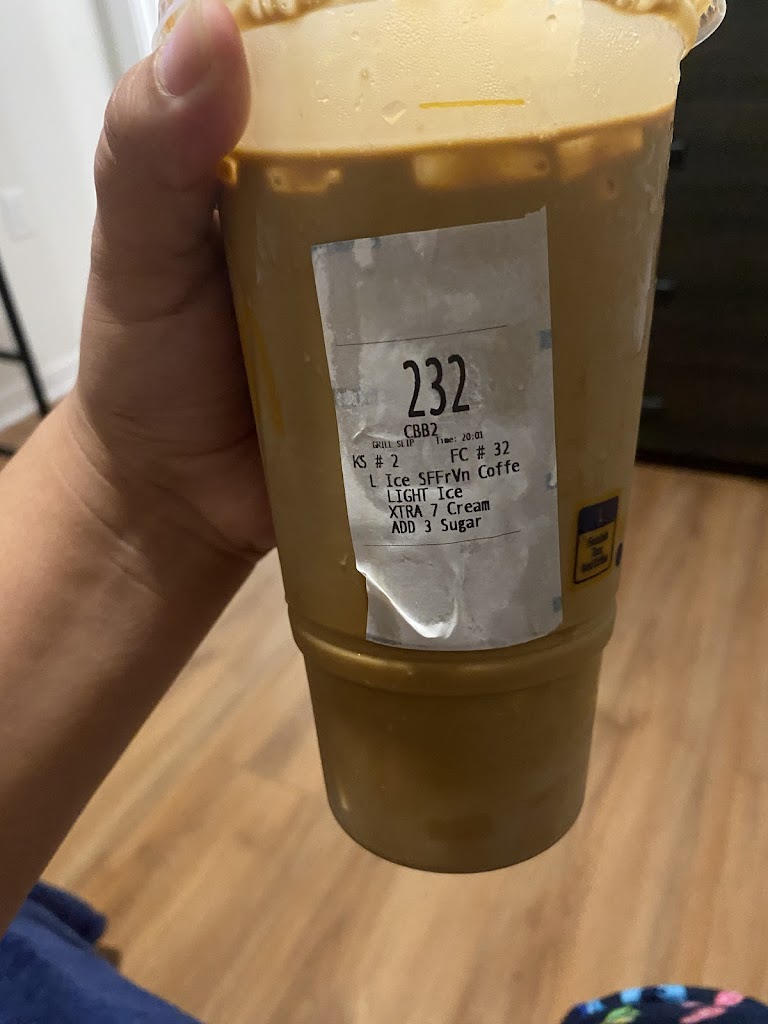 232
CBB2
GRILL SLIP Time: 20:01
KS # 2 FC # 32
L Ice SFFrVn Coffe
LIGHT Ice
XTRA 7 Cream
ADD 3 Sugar